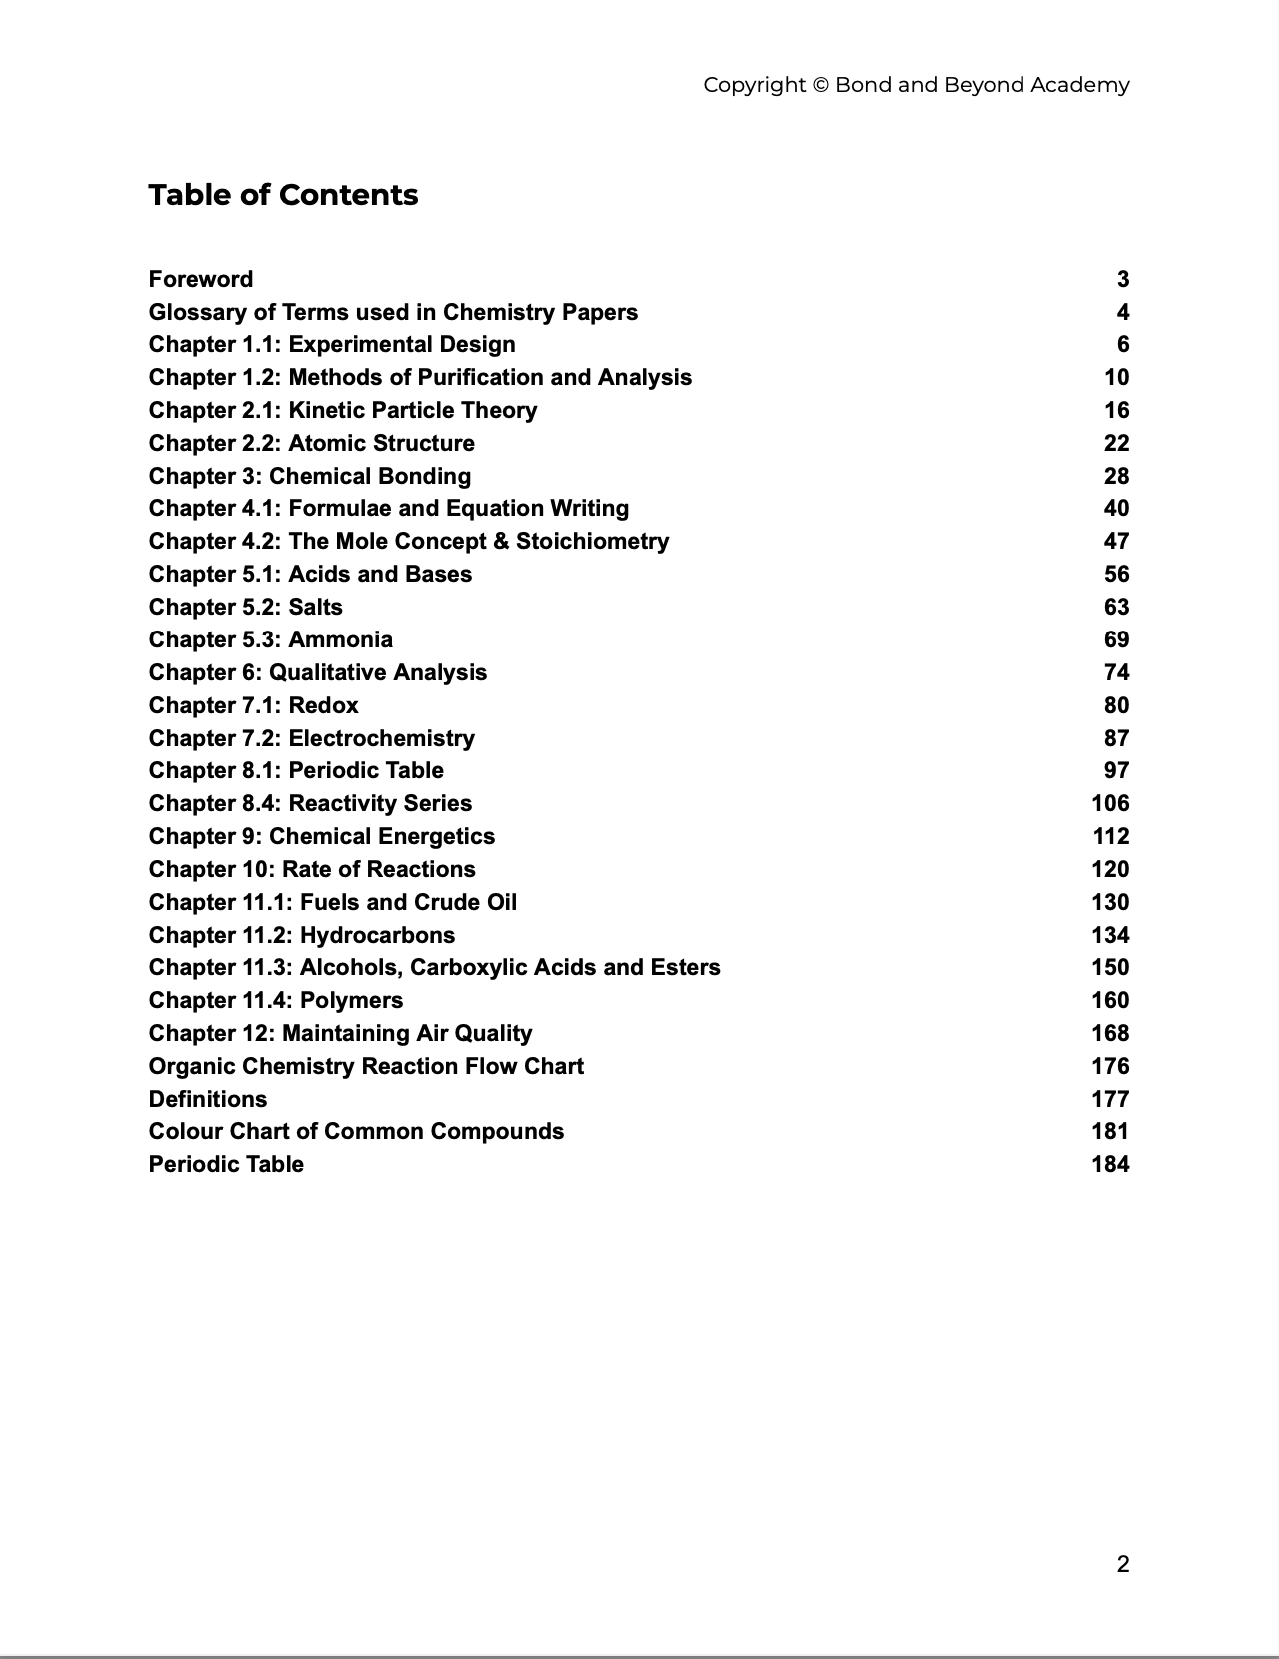 Copyright © Bond and Beyond Academy
Table of Contents
Foreword 3
Glossary of Terms used in Chemistry Papers 4
Chapter 1.1: Experimental Design 6
Chapter 1.2: Methods of Purification and Analysis 10
Chapter 2.1: Kinetic Particle Theory 16
Chapter 2.2: Atomic Structure 22
Chapter 3: Chemical Bonding 28
Chapter 4.1: Formulae and Equation Writing 40
Chapter 4.2: The Mole Concept & Stoichiometry 47
Chapter 5.1: Acids and Bases 56
Chapter 5.2: Salts 63
Chapter 5.3: Ammonia 69
Chapter 6: Qualitative Analysis 74
Chapter 7.1: Redox 80
Chapter 7.2: Electrochemistry 87
Chapter 8.1: Periodic Table 97
Chapter 8.4: Reactivity Series 106
Chapter 9: Chemical Energetics 112
Chapter 10: Rate of Reactions 120
Chapter 11.1: Fuels and Crude Oil 130
Chapter 11.2: Hydrocarbons 134
Chapter 11.3: Alcohols, Carboxylic Acids and Esters 150
Chapter 11.4: Polymers 160
Chapter 12: Maintaining Air Quality 168
Organic Chemistry Reaction Flow Chart 176
Definitions 177
Colour Chart of Common Compounds 181
Periodic Table 184
2